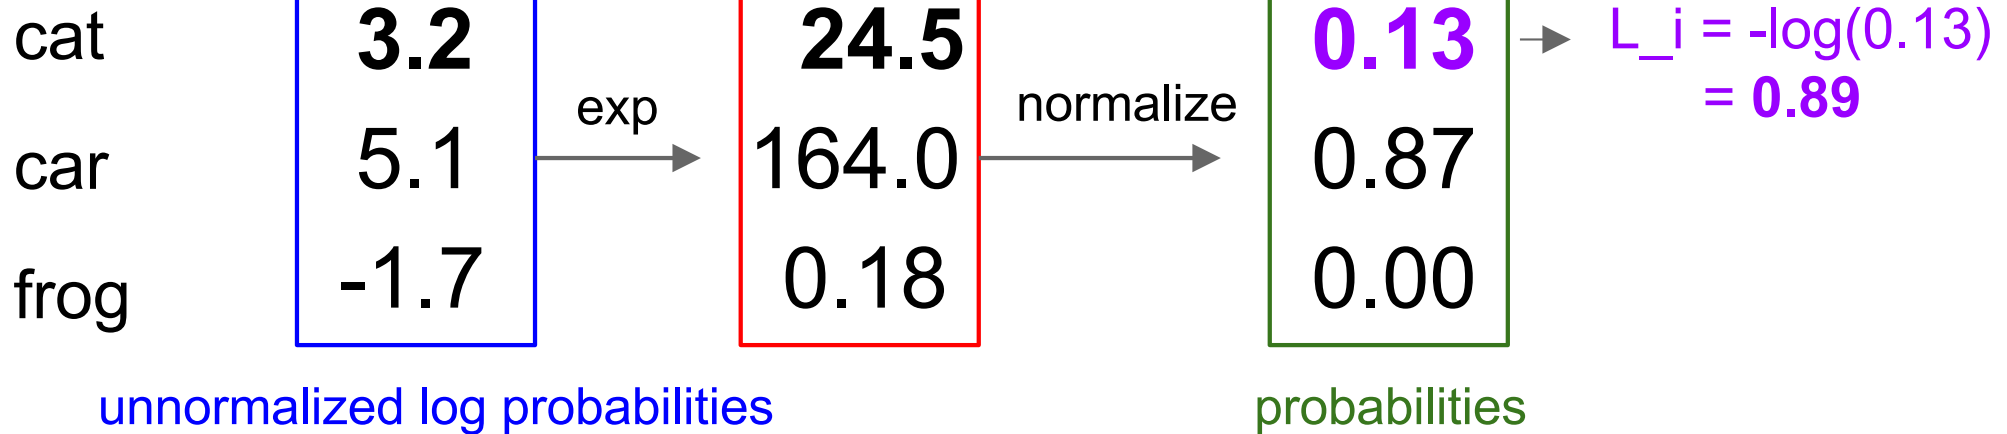 cat 3.2 24.5 0.13 L_i = -log(0.13)
= 0.89
exp normalize
car 5.1 164.0 0.87
frog -1.7 0.18 0.00
unnormalized log probabilities probabilities